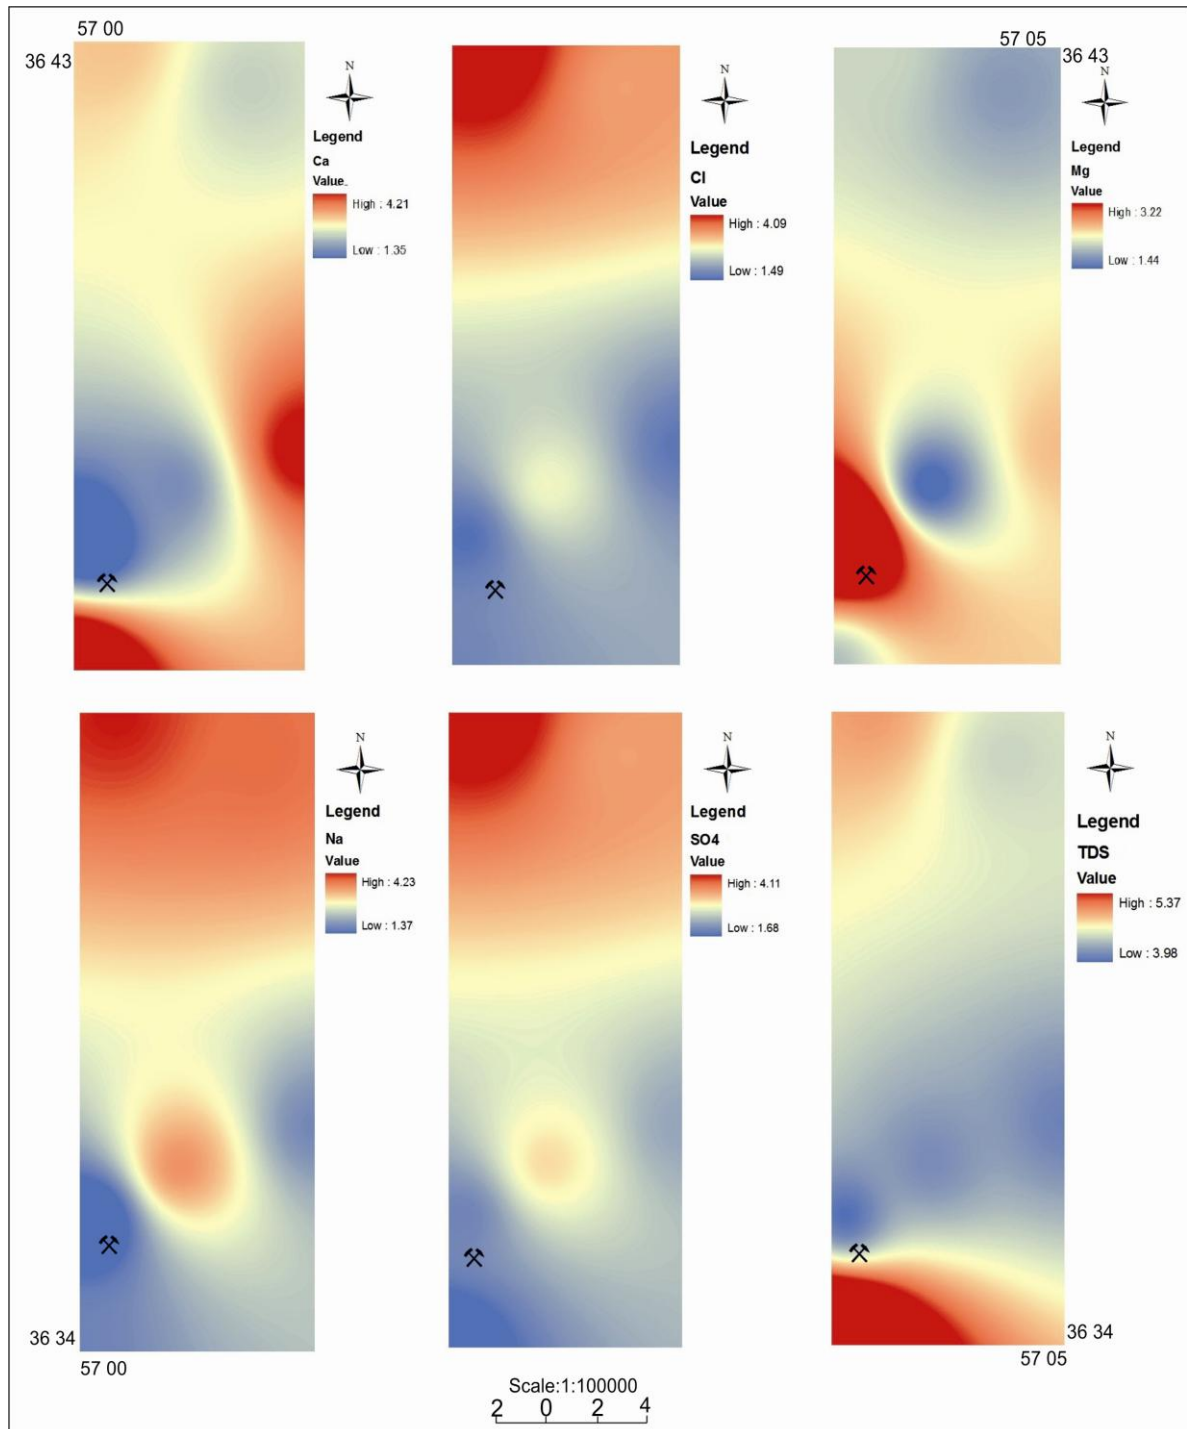 57 00
36 43
N
Legend
Ca
Value.
High : 4.21
Low : 1.35
N
Legend
Cl
Value
High : 4.09
Low : 1.49
57 05
36 43
N
Legend
Mg
Value
High : 3.22
Low : 1.44
N
Legend
Na
Value
High : 4.23
Low : 1.37
36 34
57 00
N
Legend
SO4
Value
High : 4.11
Low : 1.68
N
Legend
TDS
Value
High : 5.37
Low : 3.98
36 34
57 05
Scale:1:100000
2 0 2 4